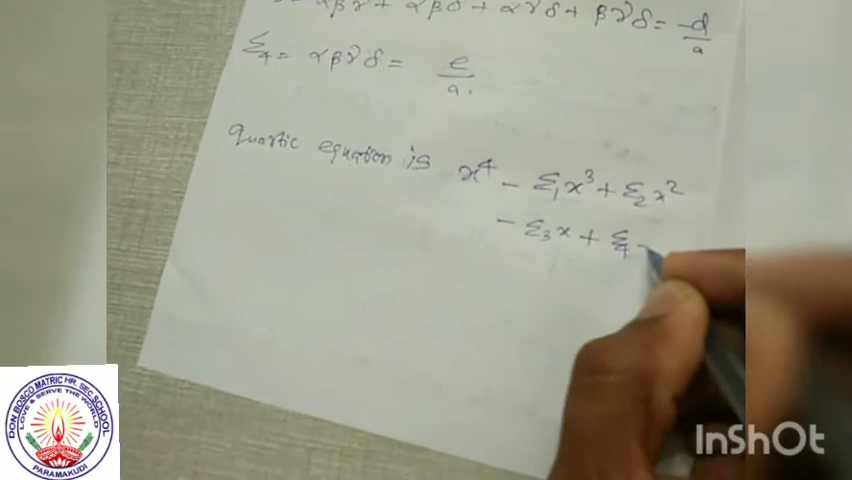 αβγ + αβδ + αγδ + βγδ = -d/a
Σ₄ = αβγδ = e/a.
quartic equation is x⁴ - Σ₁x³ + Σ₂x²
- Σ₃x + Σ₄
DON BOSCO MATRIC HR. SEC. SCHOOL
LOVE & SERVE THE WORLD
PARAMAKUDI
InShOt